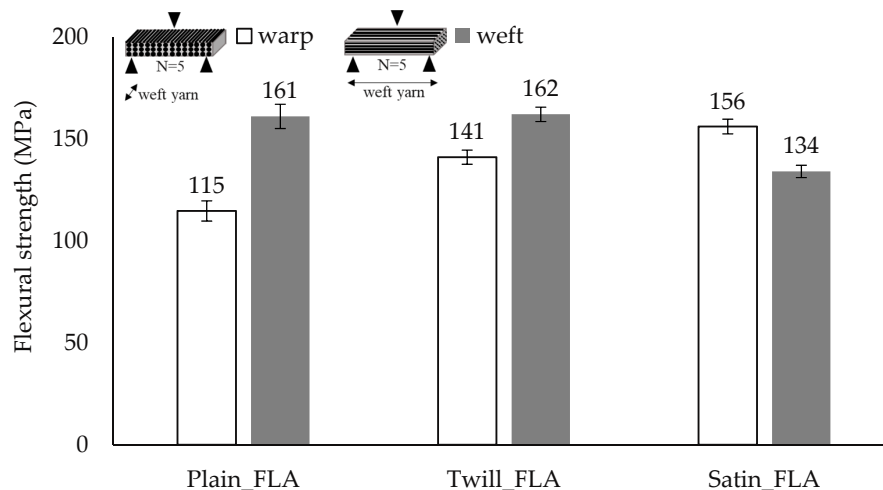 Flexural strength (MPa)
200
150
100
50
0
warp
weft
N=5
N=5
weft yarn
weft yarn
115
161
141
162
156
134
Plain_FLA
Twill_FLA
Satin_FLA